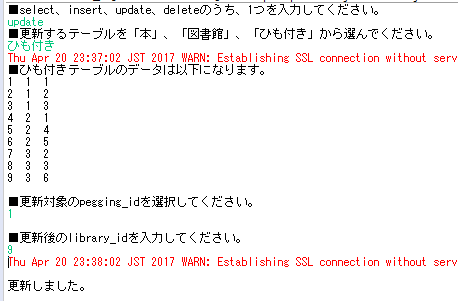 ■select、insert、update、deleteのうち、1つを入力してください。
update
■更新するテーブルを「本」、「図書館」、「ひも付き」から選んでください。
ひも付き
Thu Apr 20 23:37:02 JST 2017 WARN: Establishing SSL connection without serv
■ひも付きテーブルのデータは以下になります。
1 1 1
2 1 2
3 1 3
4 2 1
5 2 4
6 2 5
7 3 2
8 3 3
9 3 6
■更新対象のpegging_idを選択してください。
1
■更新後のlibrary_idを入力してください。
9
Thu Apr 20 23:38:02 JST 2017 WARN: Establishing SSL connection without serv
更新しました。